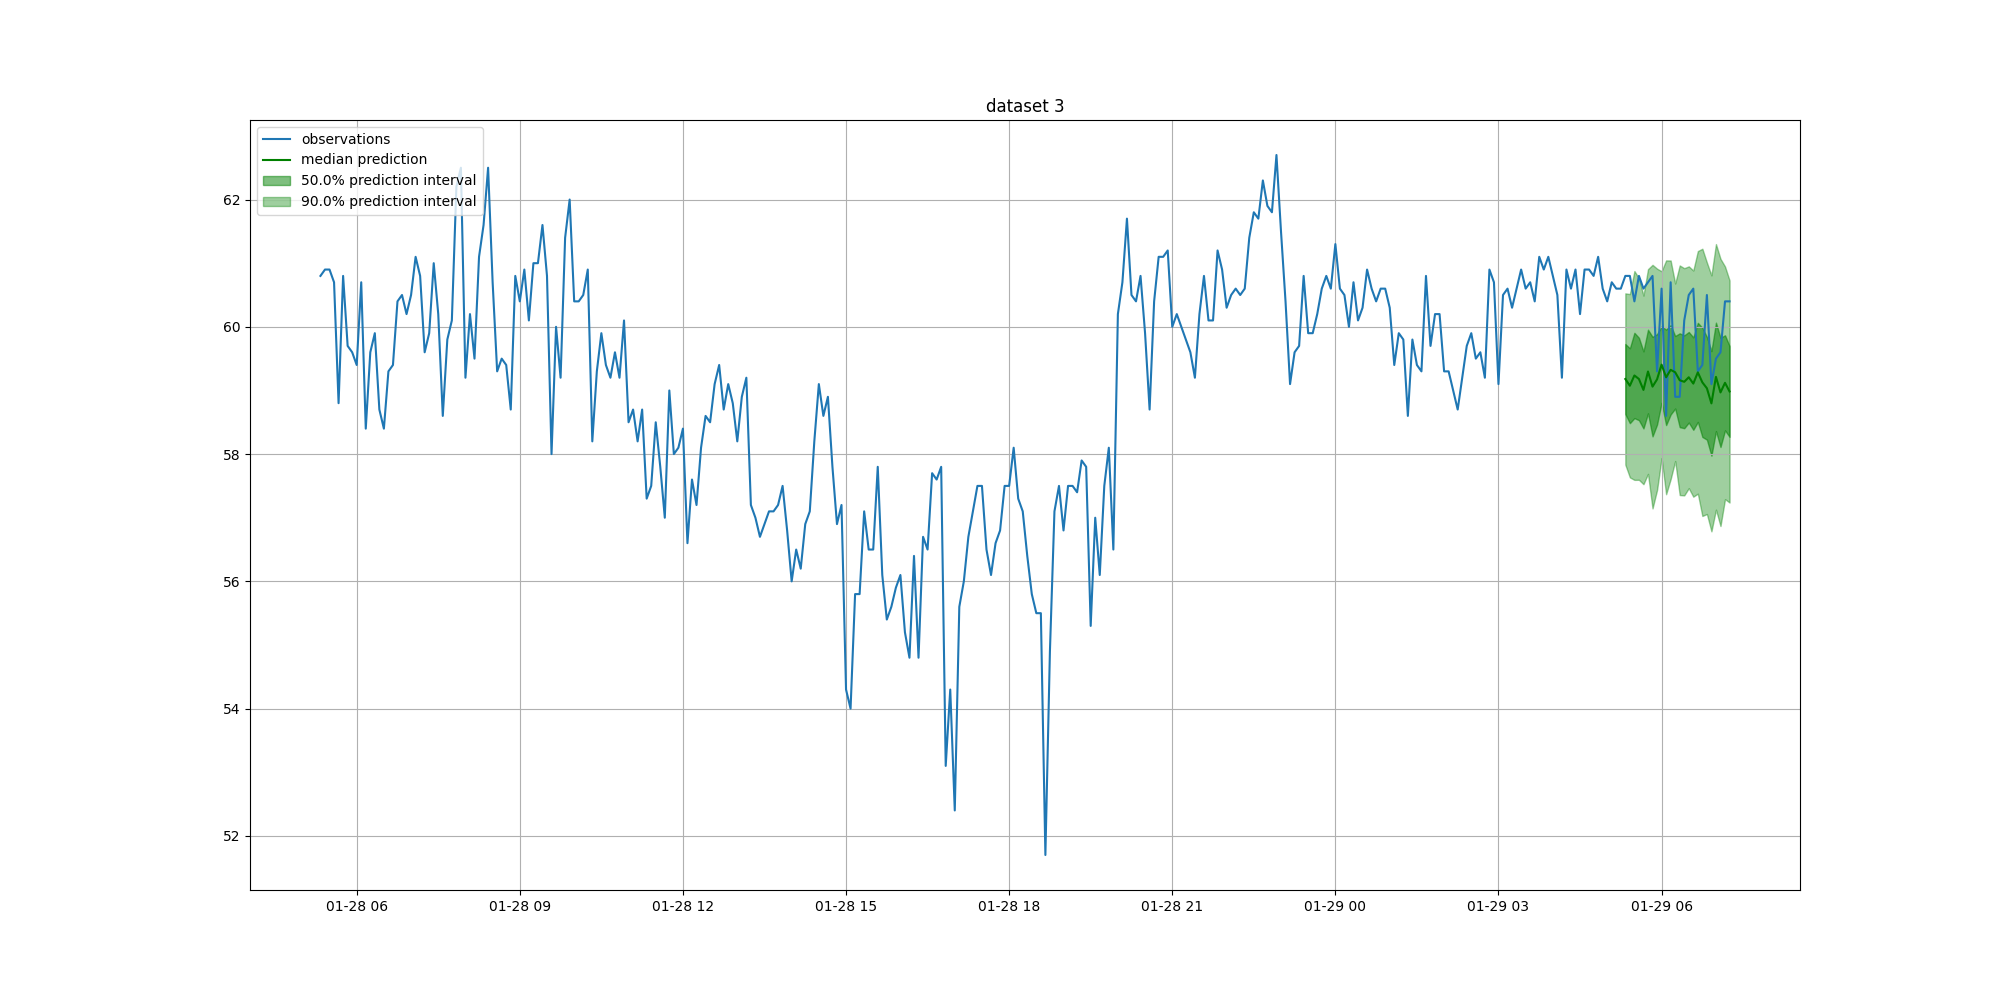 dataset 3
observations
median prediction
50.0% prediction interval
90.0% prediction interval
62
60
58
56
54
52
01-28 06 01-28 09 01-28 12 01-28 15 01-28 18 01-28 21 01-29 00 01-29 03 01-29 06